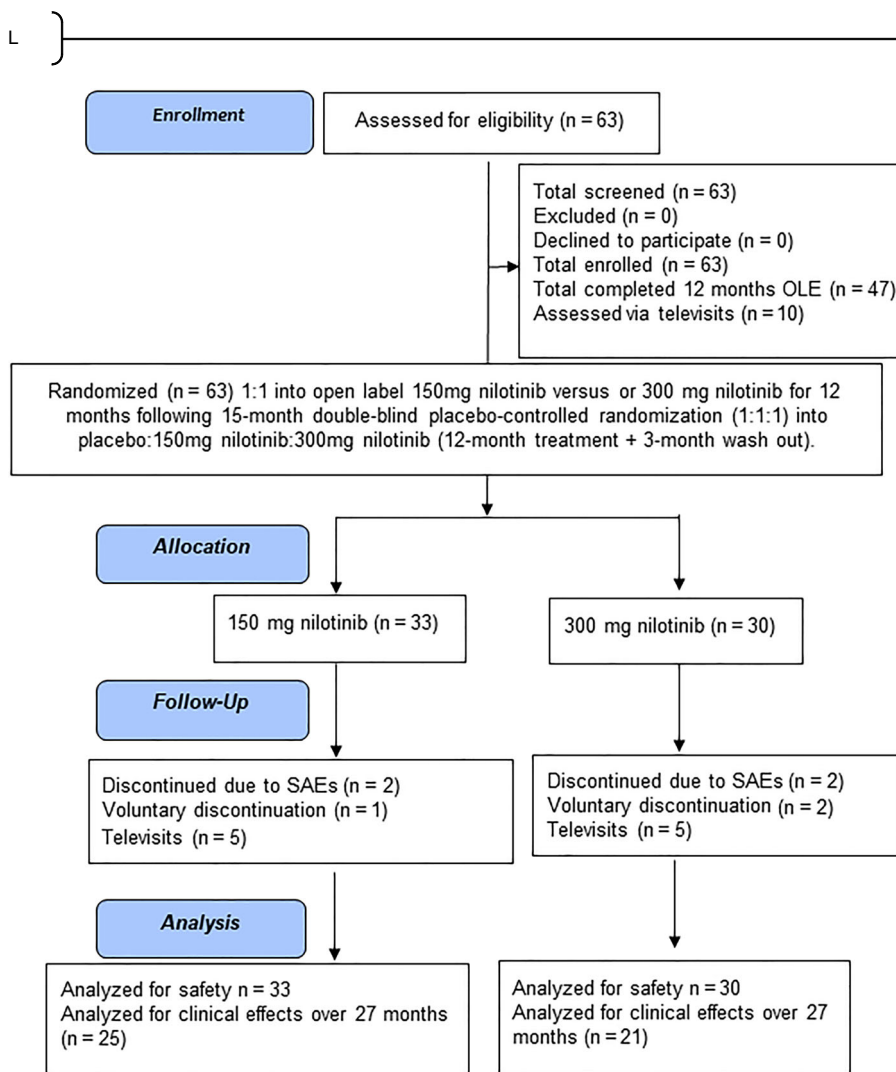 L
Enrollment
Assessed for eligibility (n = 63)
Total screened (n = 63)
Excluded (n = 0)
Declined to participate (n = 0)
Total enrolled (n = 63)
Total completed 12 months OLE (n = 47)
Assessed via televisits (n = 10)
Randomized (n = 63) 1:1 into open label 150mg nilotinib versus or 300 mg nilotinib for 12
months following 15-month double-blind placebo-controlled randomization (1:1:1) into
placebo:150mg nilotinib:300mg nilotinib (12-month treatment + 3-month wash out).
Allocation
150 mg nilotinib (n = 33)
300 mg nilotinib (n = 30)
Follow-Up
Discontinued due to SAEs (n = 2)
Voluntary discontinuation (n = 1)
Televisits (n = 5)
Discontinued due to SAEs (n = 2)
Voluntary discontinuation (n = 2)
Televisits (n = 5)
Analysis
Analyzed for safety n = 33
Analyzed for clinical effects over 27 months
(n = 25)
Analyzed for safety n = 30
Analyzed for clinical effects over 27
months (n = 21)